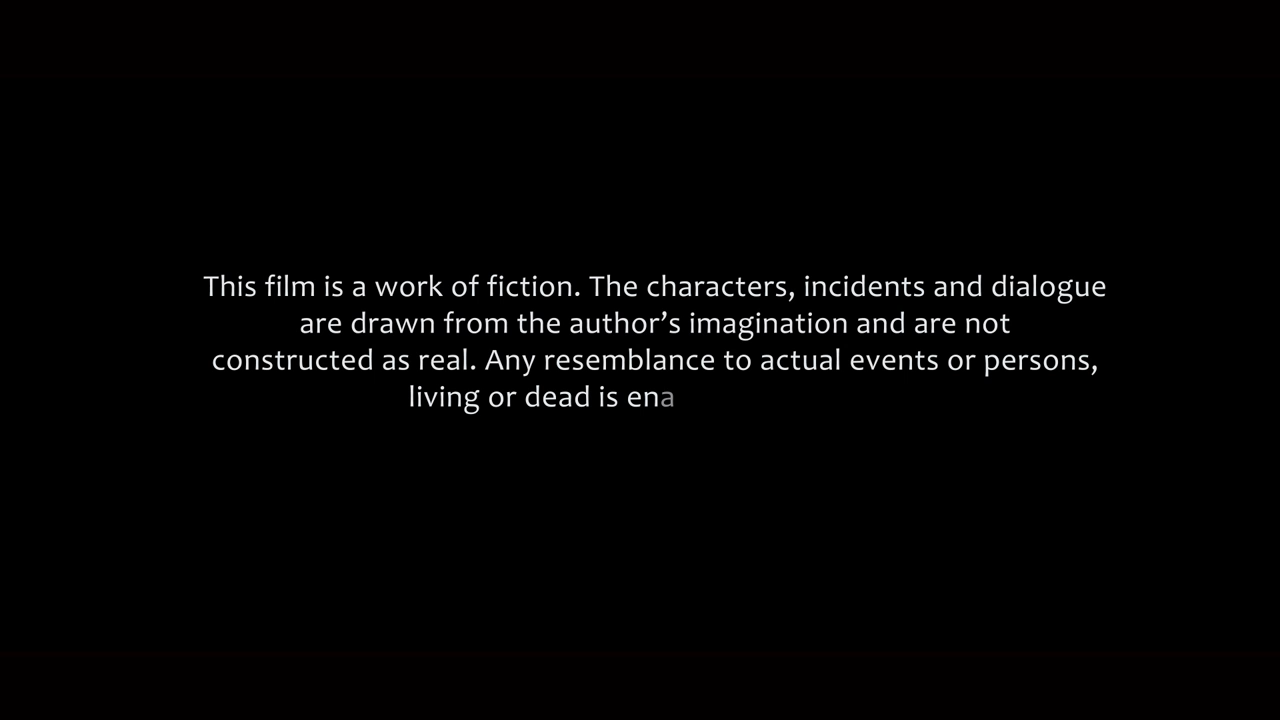 This film is a work of fiction. The characters, incidents and dialogue
are drawn from the author’s imagination and are not
constructed as real. Any resemblance to actual events or persons,
living or dead is ena